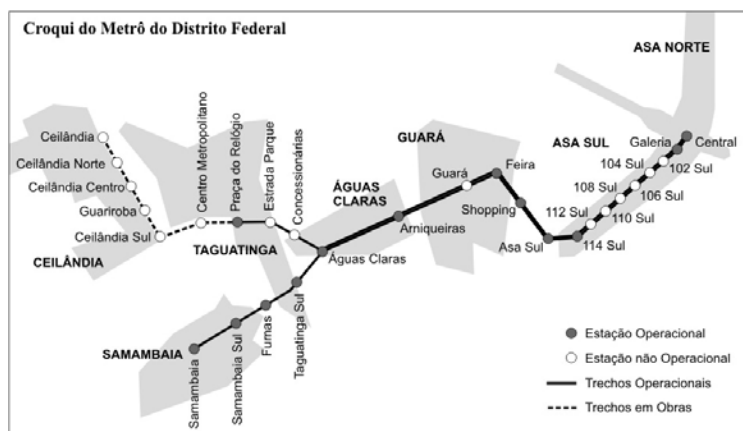 Croqui do Metrô do Distrito Federal
ASA NORTE
Ceilândia
Ceilândia Norte
Ceilândia Centro
Guariroba
Ceilândia Sul
CEILÂNDIA
Centro Metropolitano
Praça do Relógio
Estrada Parque
Concessionárias
TAGUATINGA
ÁGUAS
CLARAS
GUARÁ
Guará
Feira
Shopping
Arniqueiras
Águas Claras
ASA SUL
Galeria
Central
104 Sul
102 Sul
108 Sul
106 Sul
112 Sul
110 Sul
Asa Sul
114 Sul
SAMAMBAIA
Samambaia
Samambaia Sul
Furnas
Taguatinga Sul
Estação Operacional
Estação não Operacional
Trechos Operacionais
Trechos em Obras